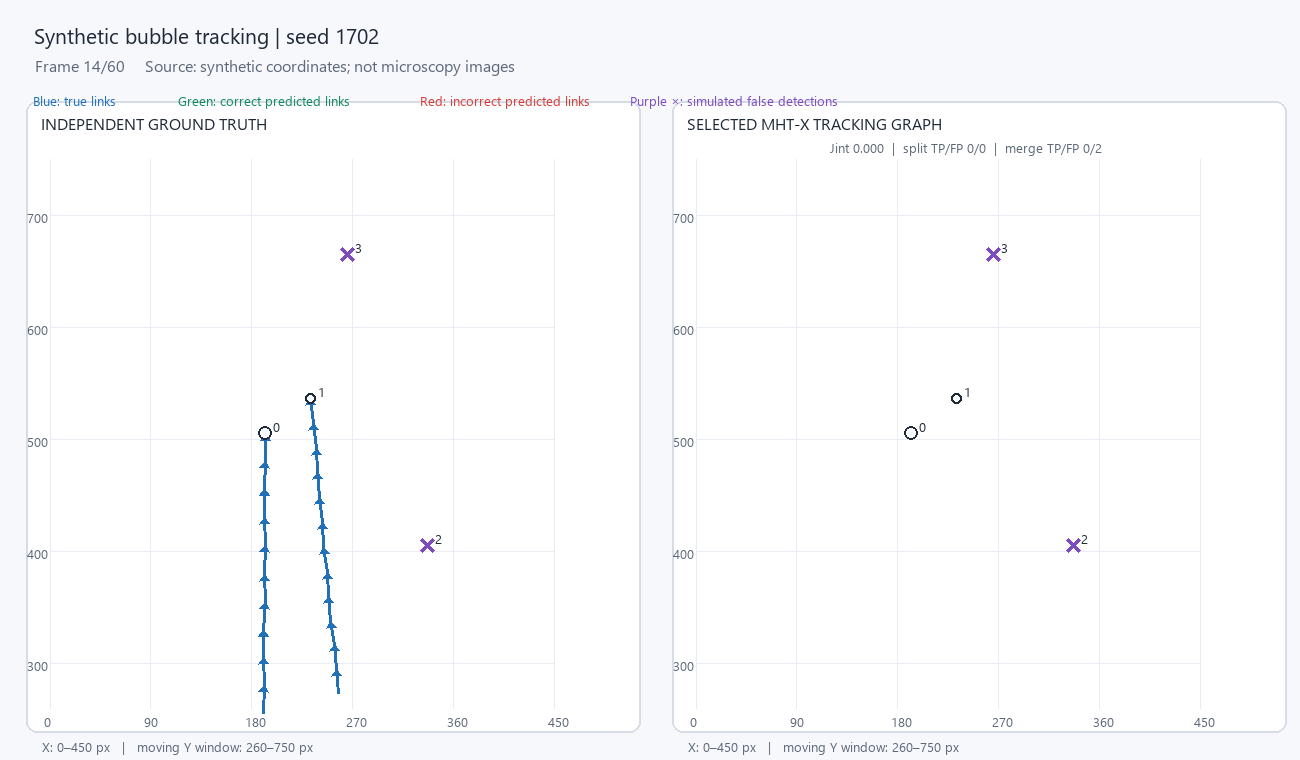 Synthetic bubble tracking | seed 1702
Frame 14/60 Source: synthetic coordinates; not microscopy images
Blue: true links Green: correct predicted links Red: incorrect predicted links Purple ×: simulated false detections
INDEPENDENT GROUND TRUTH
700
600
500
400
300
3
1
0
2
0 90 180 270 360 450
X: 0–450 px | moving Y window: 260–750 px
SELECTED MHT-X TRACKING GRAPH
Jint 0.000 | split TP/FP 0/0 | merge TP/FP 0/2
700
600
500
400
300
3
1
0
2
0 90 180 270 360 450
X: 0–450 px | moving Y window: 260–750 px